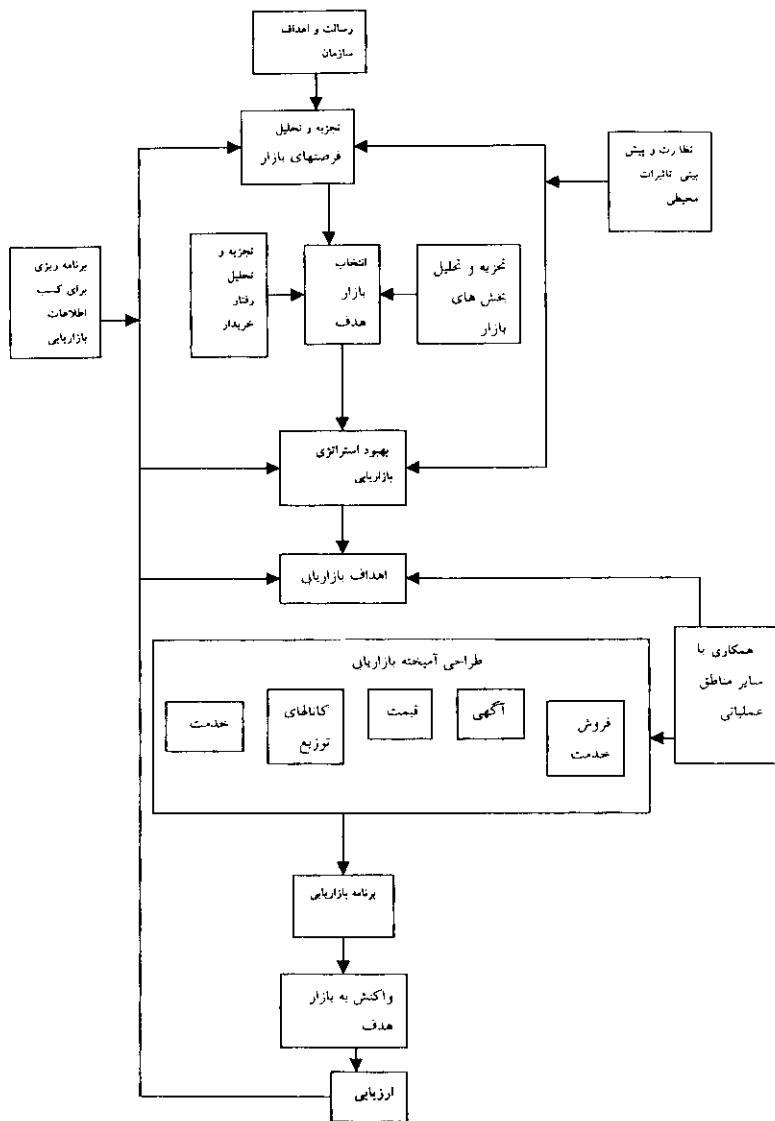 رسالت و اهداف
سازمان
تجزیه و تحلیل
فرصتهای بازار
نظارت و پیش
بینی تاثیرات
محیطی
برنامه ریزی
برای کسب
اطلاعات
بازاریابی
تجزیه و
تحلیل
رفتار
خریدار
انتخاب
بازار
هدف
تجزیه و تحلیل
بخش های
بازار
بهبود استراتژی
بازاریابی
اهداف بازاریابی
همکاری با
سایر مناطق
عملیاتی
طراحی آمیخته بازاریابی
خدمت
کانالهای
توزیع
قیمت
آگهی
فروش
خدمت
برنامه بازاریابی
واکنش به بازار
هدف
ارزیابی